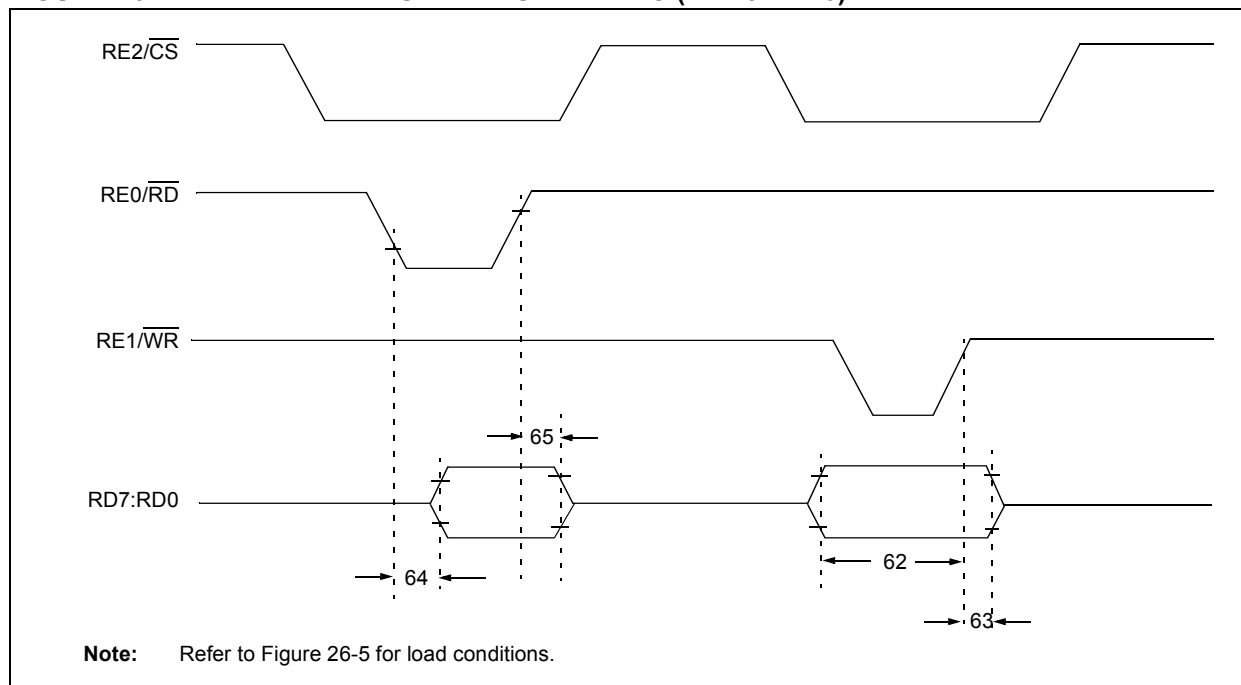 RE2/CS
RE0/RD
RE1/WR
65
RD7:RD0
64
62
63
Note: Refer to Figure 26-5 for load conditions.